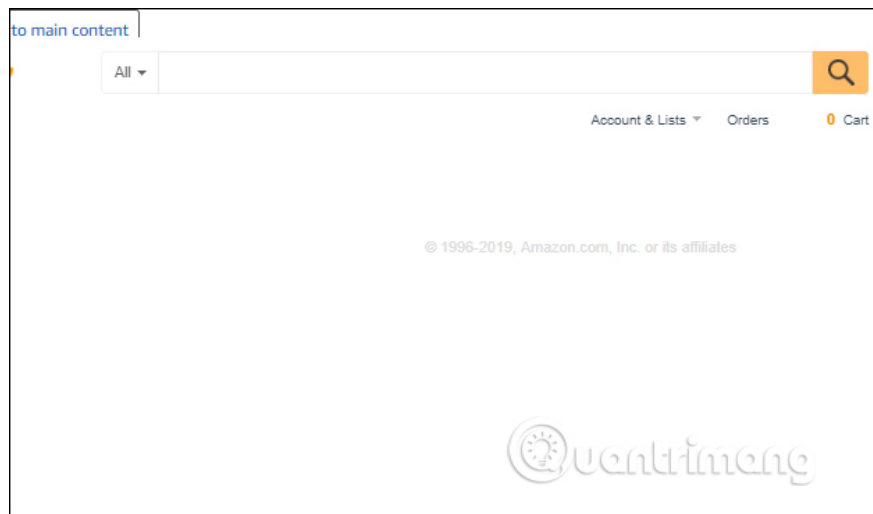 to main content
All
Account & Lists Orders 0 Cart
© 1996-2019, Amazon.com, Inc. or its affiliates
Quantrimang